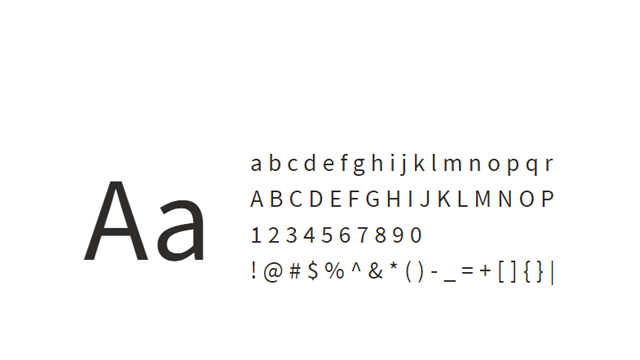 Aa
a b c d e f g h i j k l m n o p q r
A B C D E F G H I J K L M N O P
1 2 3 4 5 6 7 8 9 0
! @ # $ % ^ & * ( ) - _ = + [ ] { } |